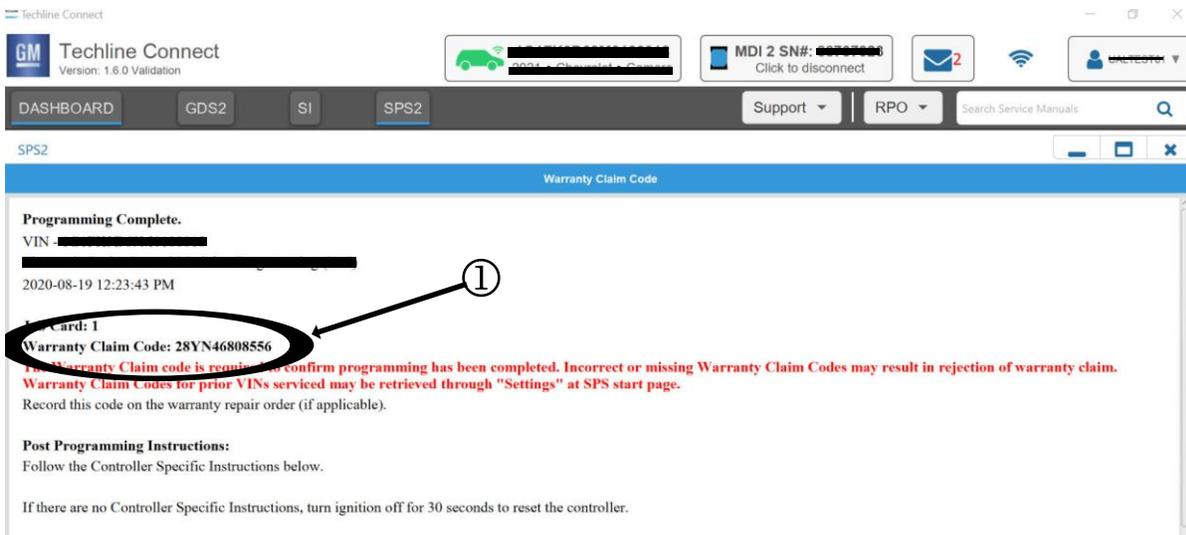 Techline Connect
GM
Techline Connect
Version: 1.6.0 Validation
2021 • Chevrolet • Camaro
MDI 2 SN#:
Click to disconnect
2
DASHBOARD GDS2 SI SPS2 Support RPO Search Service Manuals
SPS2
Warranty Claim Code
Programming Complete.
VIN -
2020-08-19 12:23:43 PM
①
Card: 1
Warranty Claim Code: 28YN46808556
The Warranty Claim code is required to confirm programming has been completed. Incorrect or missing Warranty Claim Codes may result in rejection of warranty claim.
Warranty Claim Codes for prior VINs serviced may be retrieved through "Settings" at SPS start page.
Record this code on the warranty repair order (if applicable).
Post Programming Instructions:
Follow the Controller Specific Instructions below.
If there are no Controller Specific Instructions, turn ignition off for 30 seconds to reset the controller.